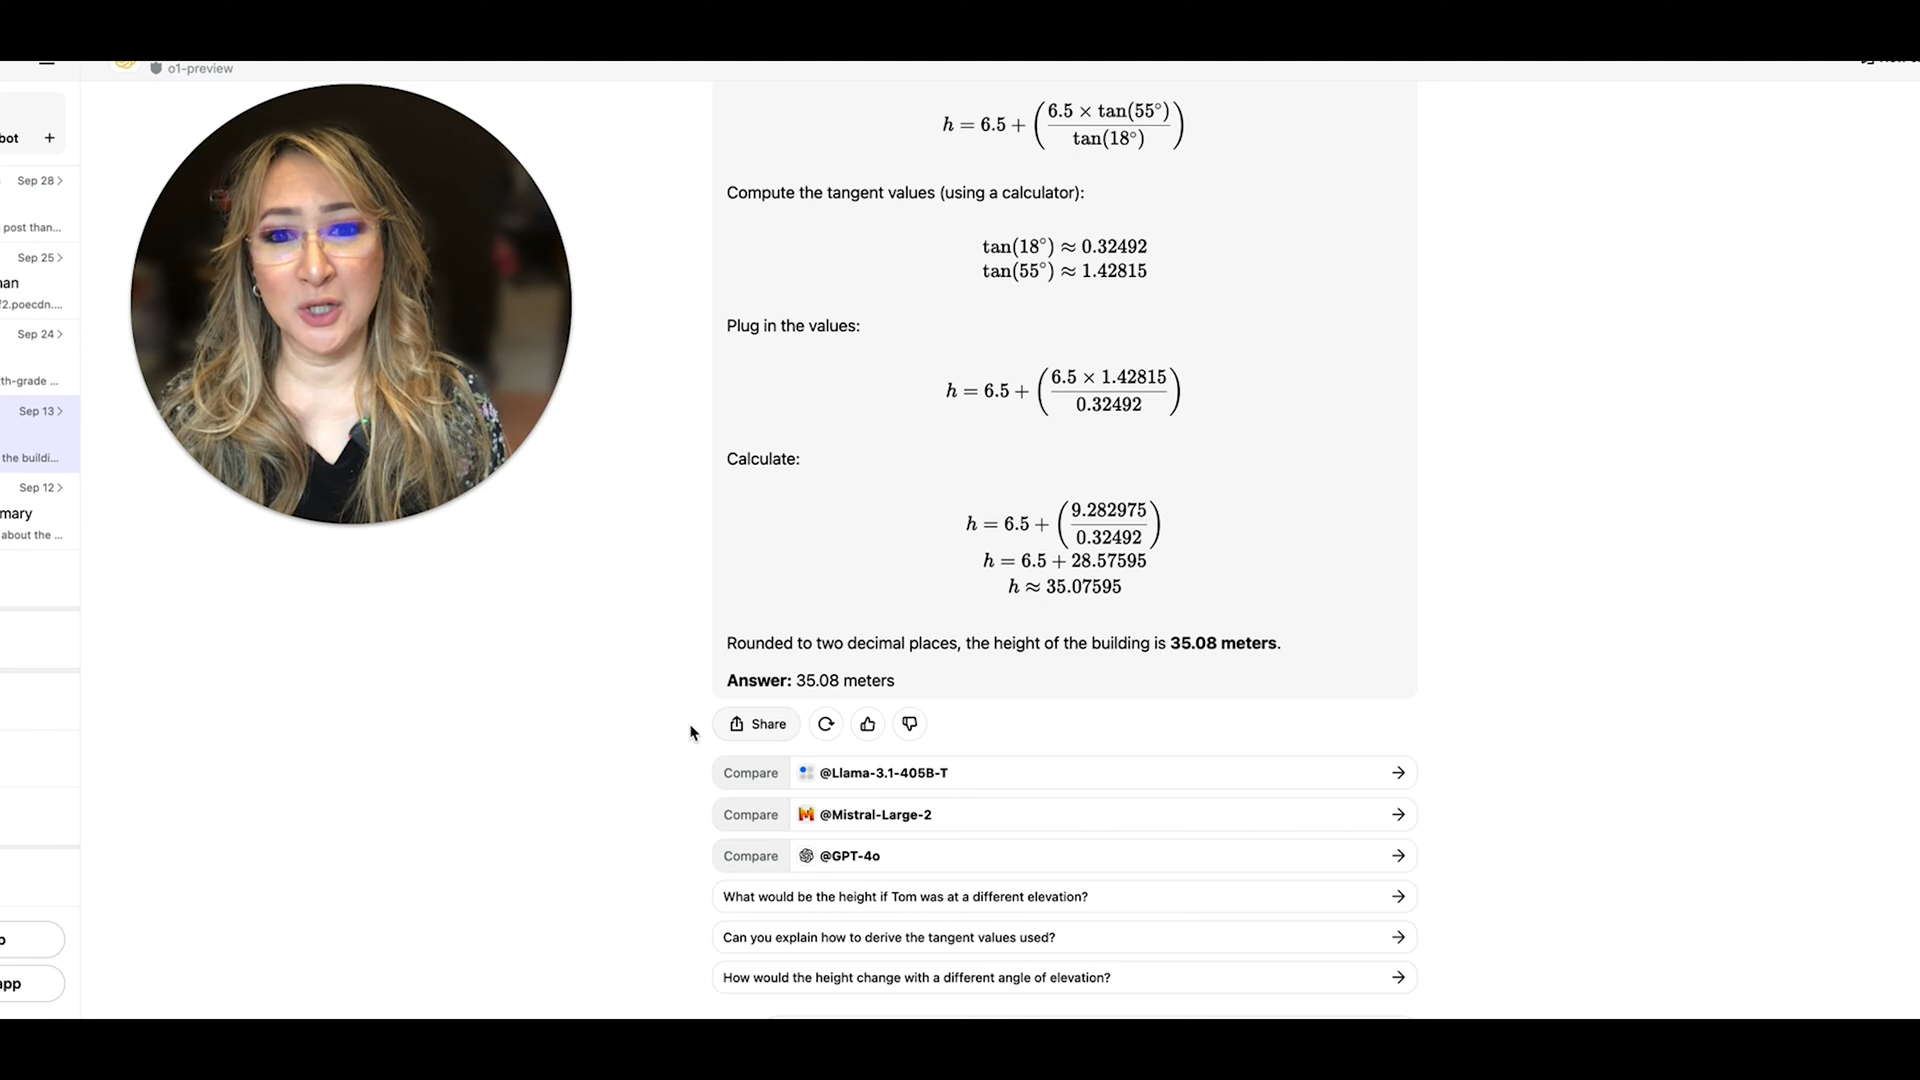 o1-preview
bot +
Sep 28 >
post than...
Sep 25 >
nan
f2.poecdn....
Sep 24 >
th-grade ...
Sep 13 >
the buildi...
Sep 12 >
mary
about the ...
app
h = 6.5 + (6.5 × tan(55°) / tan(18°))
Compute the tangent values (using a calculator):
tan(18°) ≈ 0.32492
tan(55°) ≈ 1.42815
Plug in the values:
h = 6.5 + (6.5 × 1.42815 / 0.32492)
Calculate:
h = 6.5 + (9.282975 / 0.32492)
h = 6.5 + 28.57595
h ≈ 35.07595
Rounded to two decimal places, the height of the building is 35.08 meters.
Answer: 35.08 meters
Share
Compare @Llama-3.1-405B-T
Compare @Mistral-Large-2
Compare @GPT-4o
What would be the height if Tom was at a different elevation?
Can you explain how to derive the tangent values used?
How would the height change with a different angle of elevation?